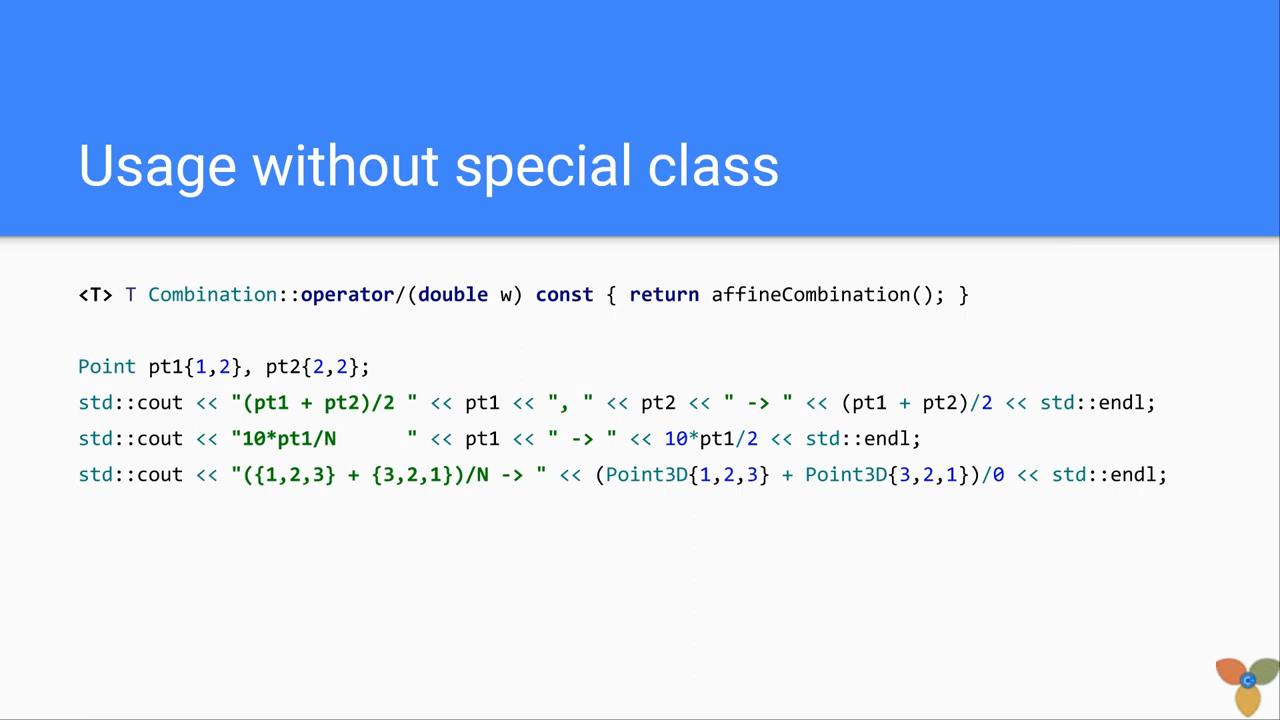 Usage without special class
<T> T Combination::operator/(double w) const { return affineCombination(); }
Point pt1{1,2}, pt2{2,2};
std::cout << "(pt1 + pt2)/2 " << pt1 << ", " << pt2 << " -> " << (pt1 + pt2)/2 << std::endl;
std::cout << "10*pt1/N      " << pt1 << " -> " << 10*pt1/2 << std::endl;
std::cout << "({1,2,3} + {3,2,1})/N -> " << (Point3D{1,2,3} + Point3D{3,2,1})/0 << std::endl;